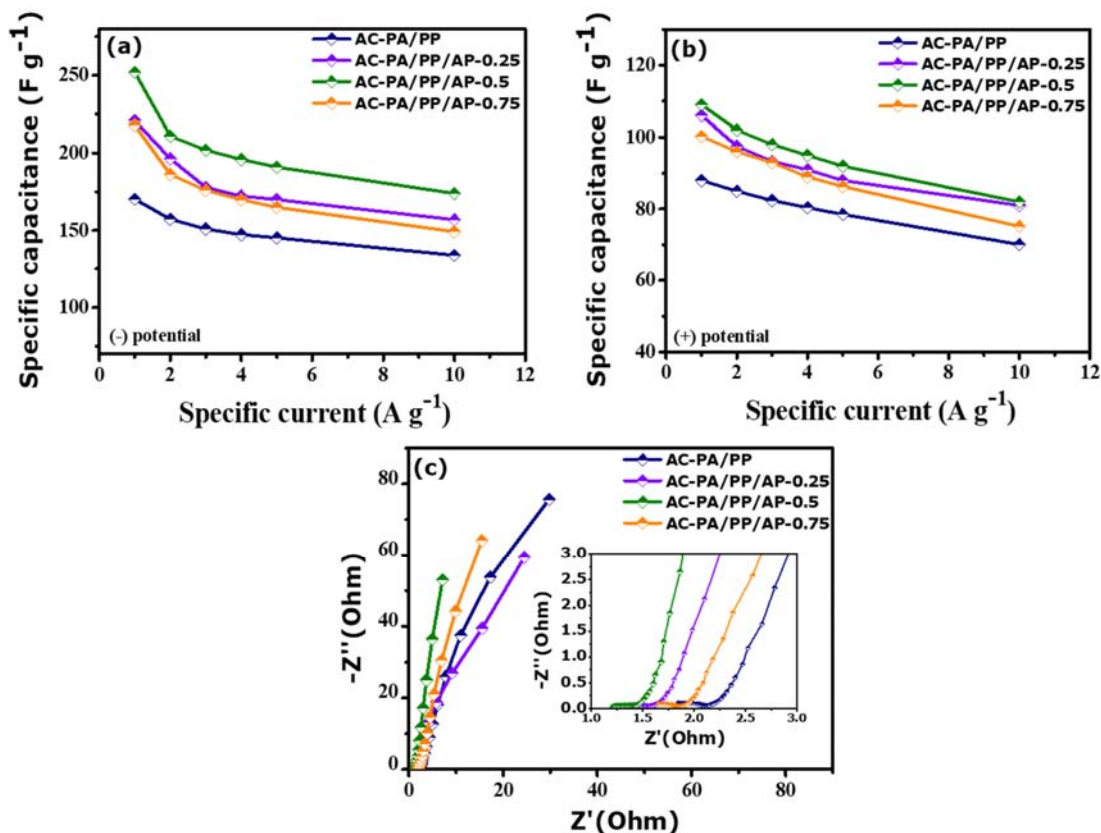 (a)
AC-PA/PP
AC-PA/PP/AP-0.25
AC-PA/PP/AP-0.5
AC-PA/PP/AP-0.75
250
200
150
100
0
2
4
6
8
10
12
(-) potential
Specific capacitance (F g⁻¹)
Specific current (A g⁻¹)
(b)
AC-PA/PP
AC-PA/PP/AP-0.25
AC-PA/PP/AP-0.5
AC-PA/PP/AP-0.75
120
100
80
60
40
0
2
4
6
8
10
12
(+) potential
Specific capacitance (F g⁻¹)
Specific current (A g⁻¹)
(c)
AC-PA/PP
AC-PA/PP/AP-0.25
AC-PA/PP/AP-0.5
AC-PA/PP/AP-0.75
80
60
40
20
0
0
20
40
60
80
-Z''(Ohm)
Z'(Ohm)
3.0
2.5
2.0
1.5
1.0
0.5
0.0
1.0
1.5
2.0
2.5
3.0
-Z''(Ohm)
Z'(Ohm)